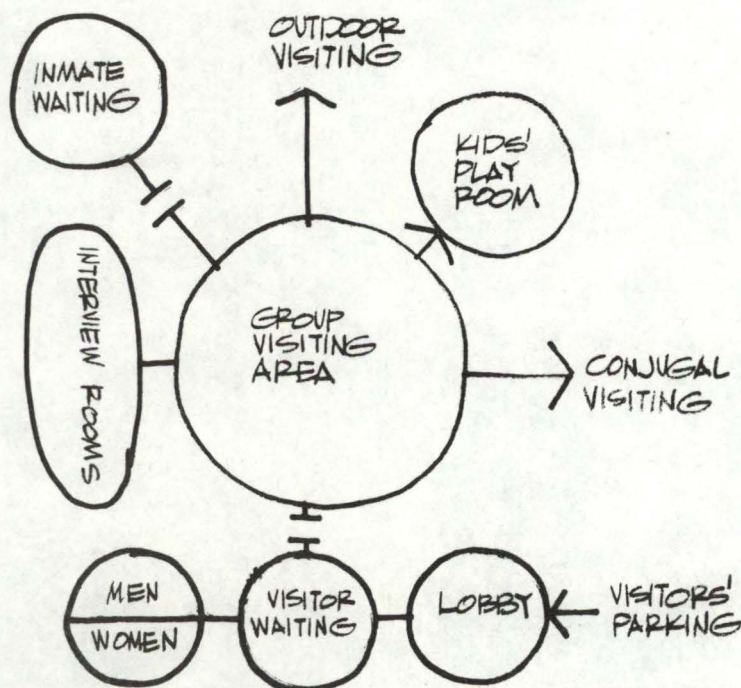 OUTDOOR
VISITING
INMATE
WAITING
KIDS'
PLAY
ROOM
INTERVIEW ROOMS
GROUP
VISITING
AREA
CONJUGAL
VISITING
MEN
WOMEN
VISITOR
WAITING
LOBBY
VISITORS'
PARKING